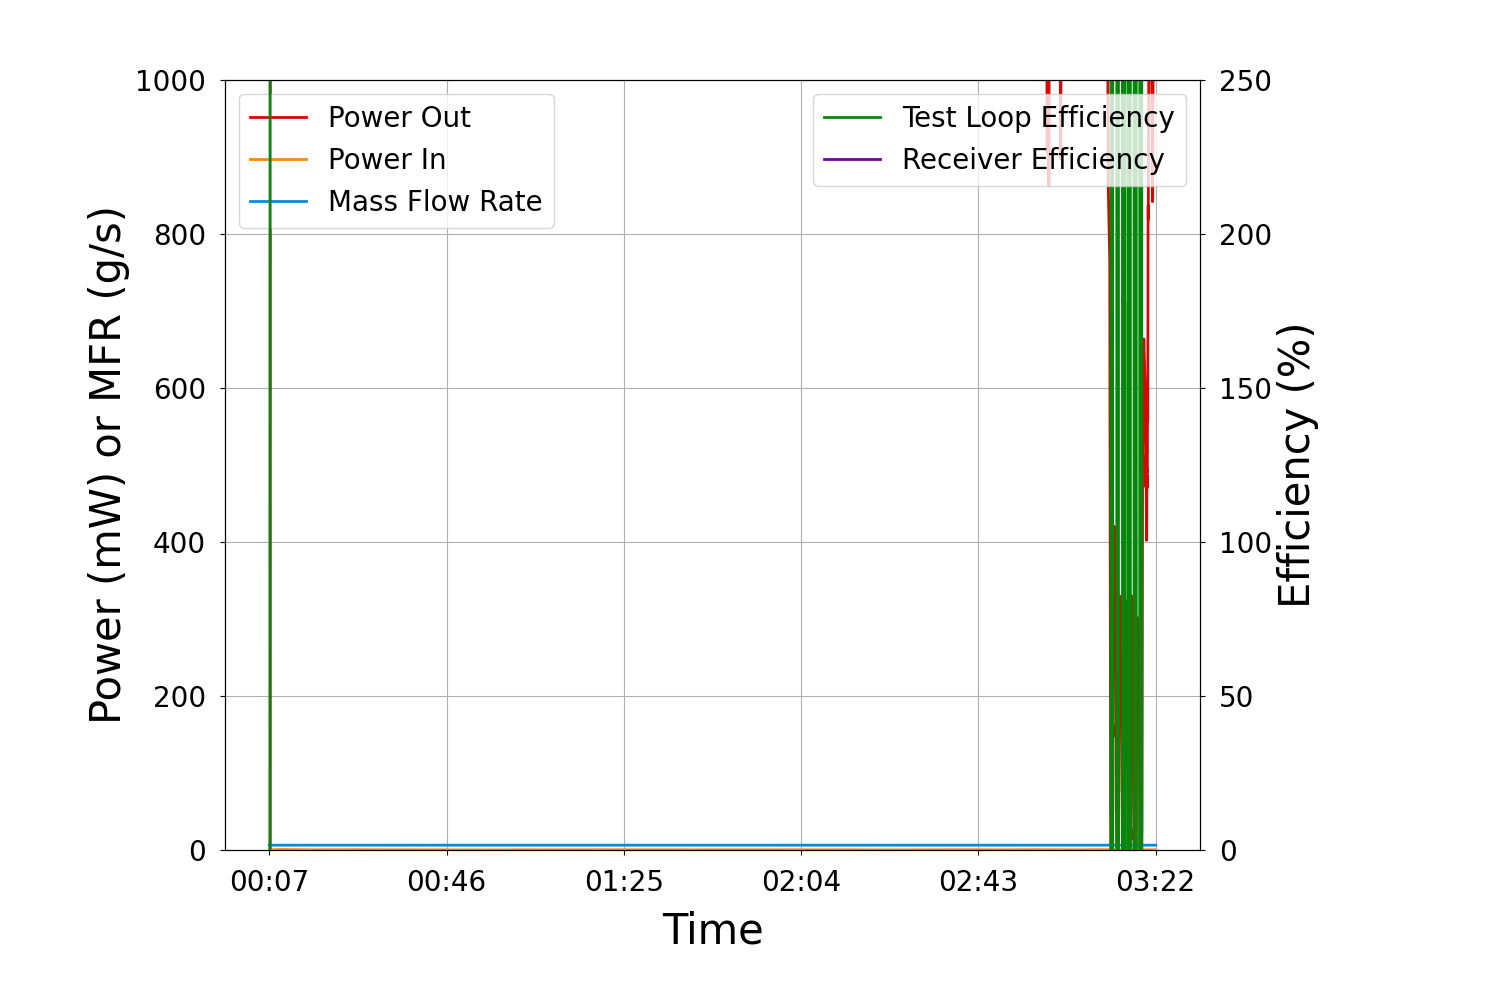 1000
800
600
400
200
0
Power (mW) or MFR (g/s)
Power Out
Power In
Mass Flow Rate
Test Loop Efficiency
Receiver Efficiency
250
200
150
100
50
0
Efficiency (%)
00:07 00:46 01:25 02:04 02:43 03:22
Time